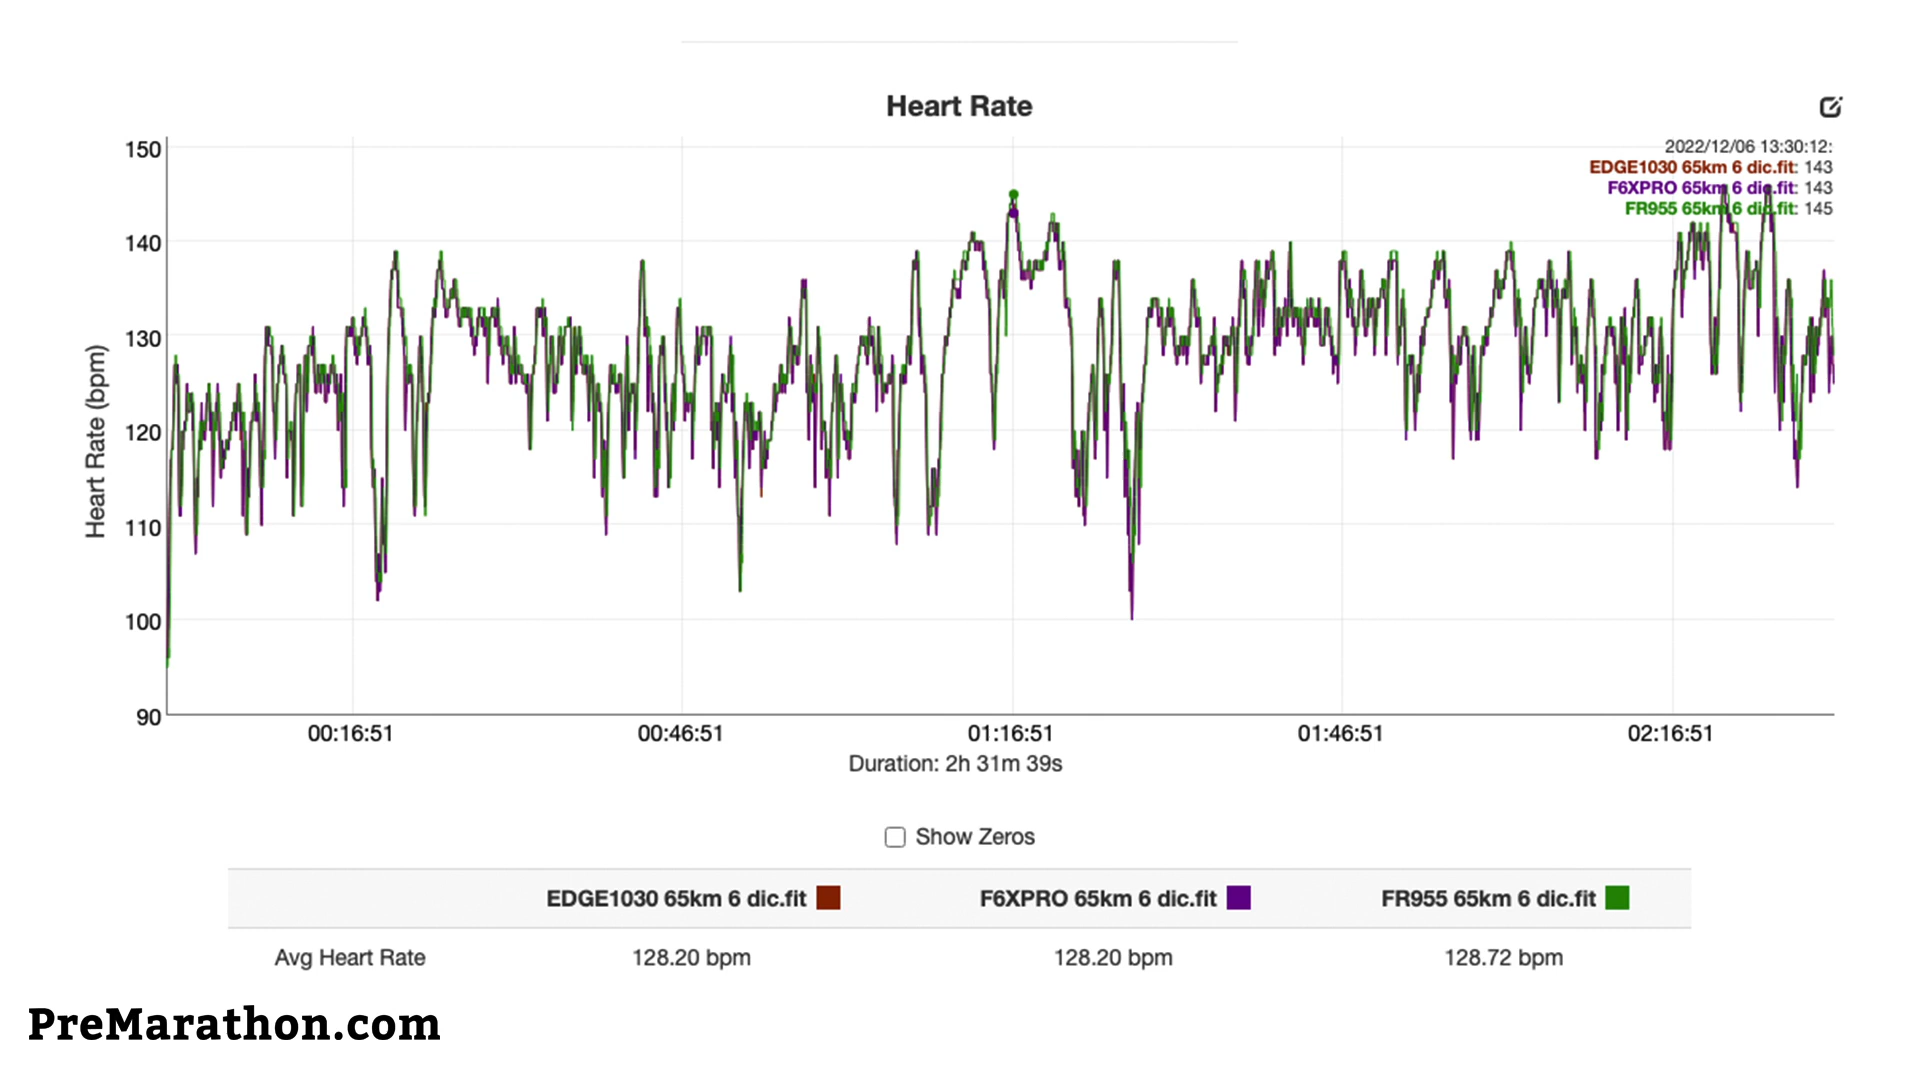 Heart Rate
2022/12/06 13:30:12:
EDGE1030 65km 6 dic.fit: 143
F6XPRO 65km 6 dic.fit: 143
FR955 65km 6 dic.fit: 145
150
140
130
120
110
100
90
Heart Rate (bpm)
00:16:51 00:46:51 01:16:51 01:46:51 02:16:51
Duration: 2h 31m 39s
Show Zeros
EDGE1030 65km 6 dic.fit F6XPRO 65km 6 dic.fit FR955 65km 6 dic.fit
Avg Heart Rate 128.20 bpm 128.20 bpm 128.72 bpm
PreMarathon.com